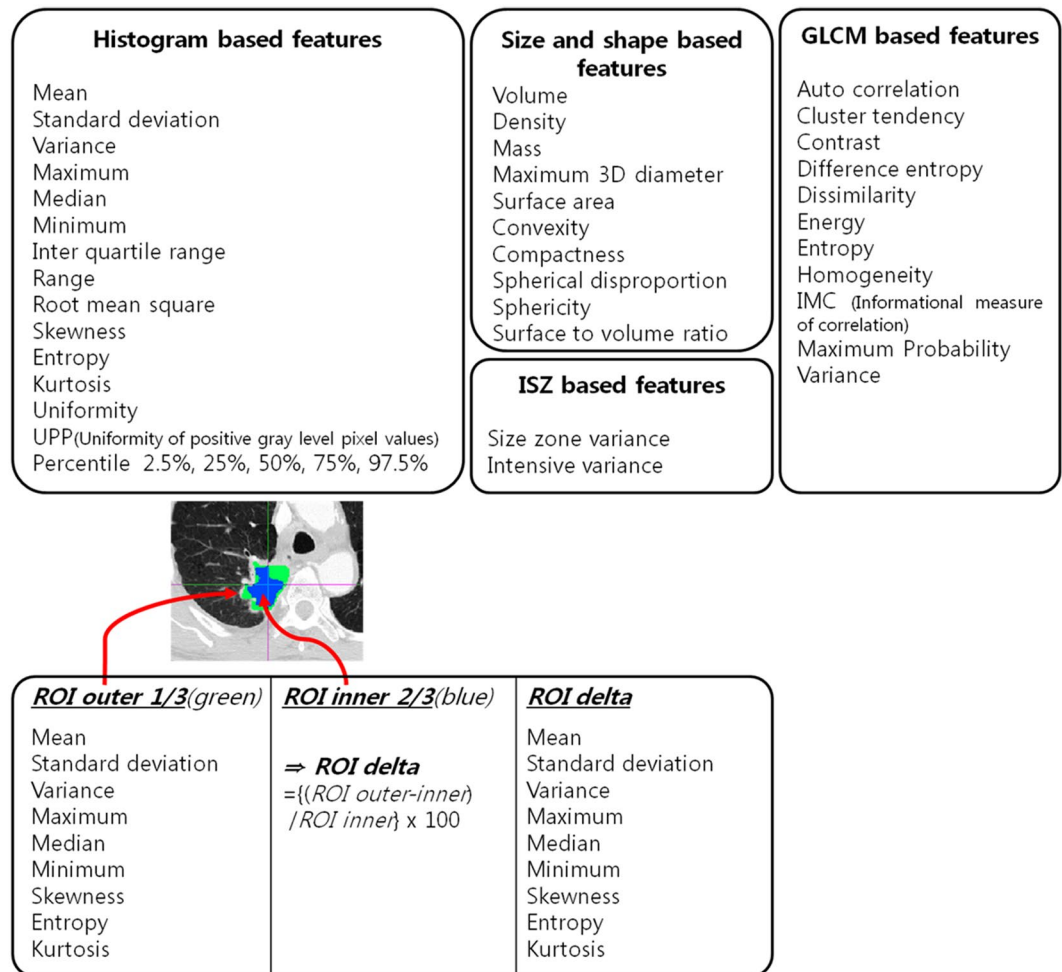 Histogram based features
Mean
Standard deviation
Variance
Maximum
Median
Minimum
Inter quartile range
Range
Root mean square
Skewness
Entropy
Kurtosis
Uniformity
UPP(Uniformity of positive gray level pixel values)
Percentile 2.5%, 25%, 50%, 75%, 97.5%
Size and shape based
features
Volume
Density
Mass
Maximum 3D diameter
Surface area
Convexity
Compactness
Spherical disproportion
Sphericity
Surface to volume ratio
ISZ based features
Size zone variance
Intensive variance
GLCM based features
Auto correlation
Cluster tendency
Contrast
Difference entropy
Dissimilarity
Energy
Entropy
Homogeneity
IMC (Informational measure
of correlation)
Maximum Probability
Variance
ROI outer 1/3(green)
Mean
Standard deviation
Variance
Maximum
Median
Minimum
Skewness
Entropy
Kurtosis
ROI inner 2/3(blue)
⇒ ROI delta
={(ROI outer-inner)
/ROI inner} x 100
ROI delta
Mean
Standard deviation
Variance
Maximum
Median
Minimum
Skewness
Entropy
Kurtosis